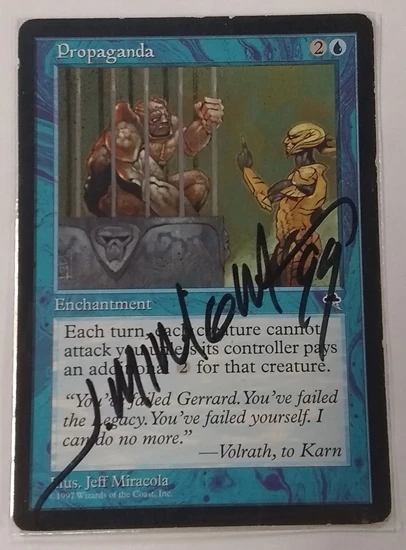 Propaganda 2
Enchantment
Each turn, each creature cannot
attack you unless its controller pays
an additional 2 for that creature.
"You've failed Gerrard. You've failed
the Legacy. You've failed yourself. I
can do no more."
—Volrath, to Karn
Illus. Jeff Miracola
©1997 Wizards of the Coast, Inc.